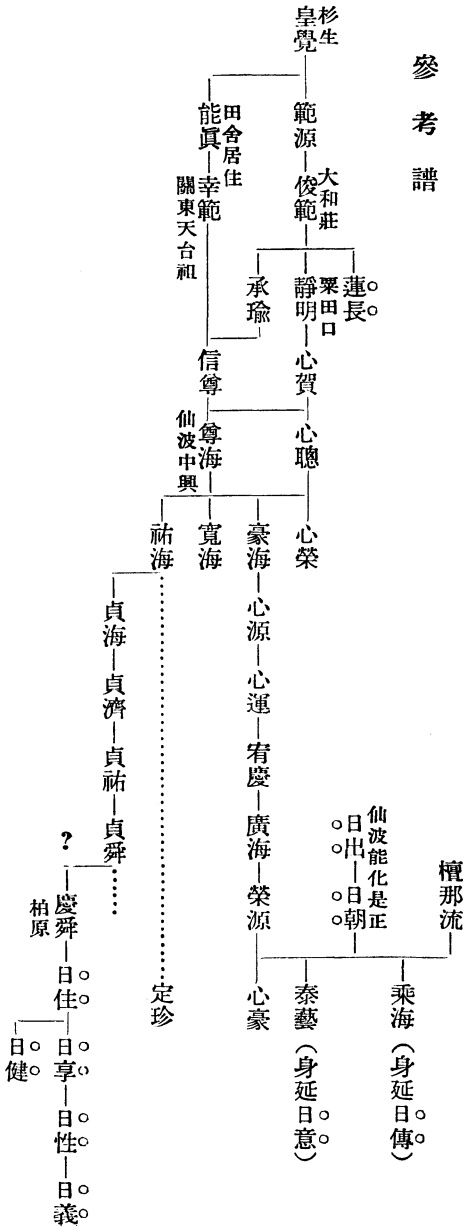 參考譜
杉生
皇覺
範源
大和莊
俊範
蓮長
粟田口
靜明
承瑜
心賀
心聰
心榮
能眞
田舍居住
幸範
關東天台祖
信尊
尊海
仙波中興
豪海
寬海
祐海
心源
心運
宥慶
廣海
榮源
心豪
檀那流
仙波能化是正
日出
日朝
乘海(身延日傳)
泰藝(身延日意)
定珍
貞海
貞濟
貞祐
貞舜
?
慶舜
柏原
日住
日享
日性
日義
日健